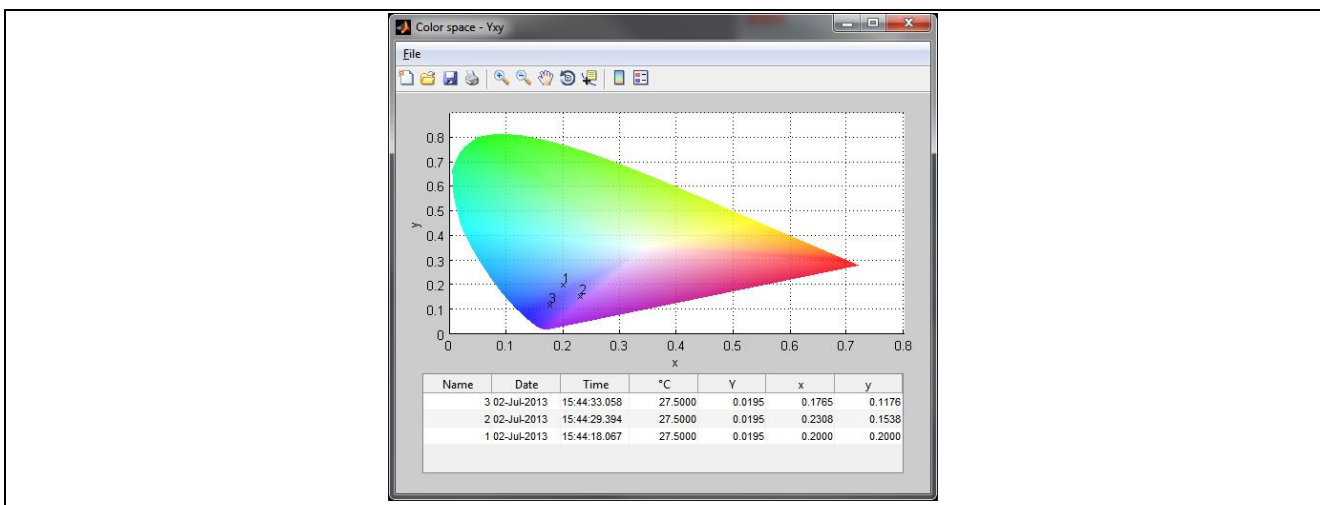 Color space - Yxy
File
0.8
0.7
0.6
0.5
0.4
0.3
0.2
0.1
0
y
1
2
3
0 0.1 0.2 0.3 0.4 0.5 0.6 0.7 0.8
x
Name Date Time °C Y x y
3 02-Jul-2013 15:44:33.058 27.5000 0.0195 0.1765 0.1176
2 02-Jul-2013 15:44:29.394 27.5000 0.0195 0.2308 0.1538
1 02-Jul-2013 15:44:18.067 27.5000 0.0195 0.2000 0.2000